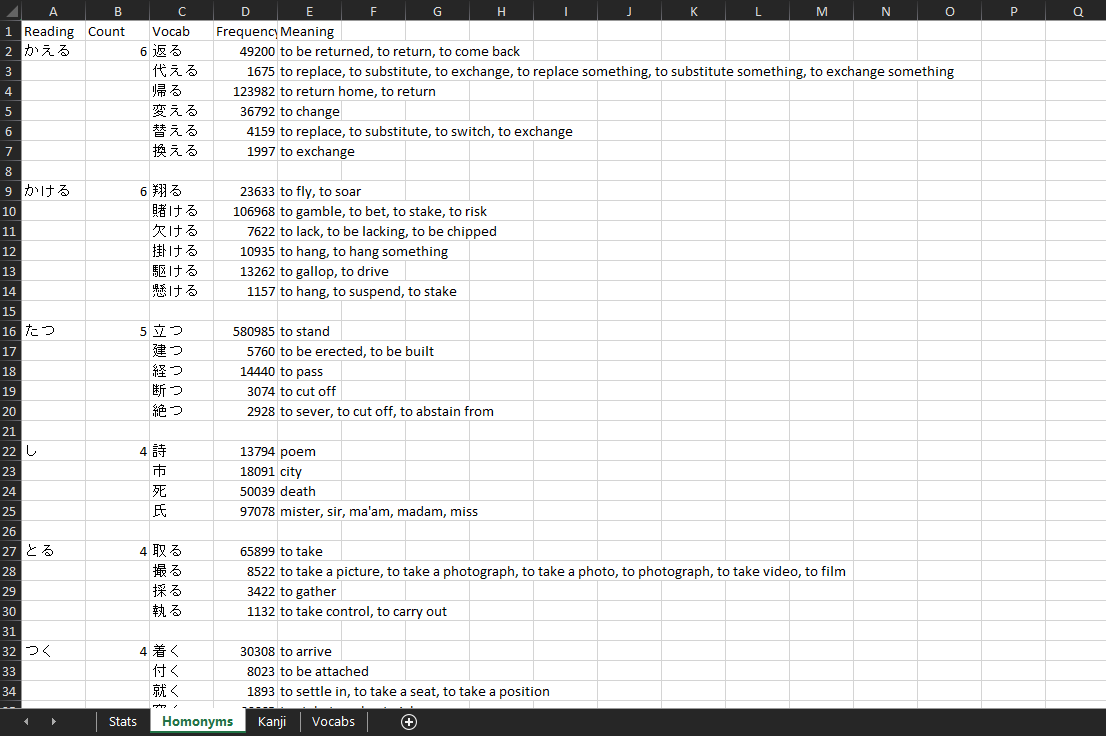 A B C D E F G H I J K L M N O P Q
1 Reading Count Vocab Frequency Meaning
2 かえる 6 返る 49200 to be returned, to return, to come back
3 代える 1675 to replace, to substitute, to exchange, to replace something, to substitute something, to exchange something
4 帰る 123982 to return home, to return
5 変える 36792 to change
6 替える 4159 to replace, to substitute, to switch, to exchange
7 換える 1997 to exchange
8
9 かける 6 翔る 23633 to fly, to soar
10 賭ける 106968 to gamble, to bet, to stake, to risk
11 欠ける 7622 to lack, to be lacking, to be chipped
12 掛ける 10935 to hang, to hang something
13 駆ける 13262 to gallop, to drive
14 懸ける 1157 to hang, to suspend, to stake
15
16 たつ 5 立つ 580985 to stand
17 建つ 5760 to be erected, to be built
18 経つ 14440 to pass
19 断つ 3074 to cut off
20 絶つ 2928 to sever, to cut off, to abstain from
21
22 し 4 詩 13794 poem
23 市 18091 city
24 死 50039 death
25 氏 97078 mister, sir, ma'am, madam, miss
26
27 とる 4 取る 65899 to take
28 撮る 8522 to take a picture, to take a photograph, to take a photo, to photograph, to take video, to film
29 採る 3422 to gather
30 執る 1132 to take control, to carry out
31
32 つく 4 着く 30308 to arrive
33 付く 8023 to be attached
34 就く 1893 to settle in, to take a seat, to take a position
Stats Homonyms Kanji Vocabs